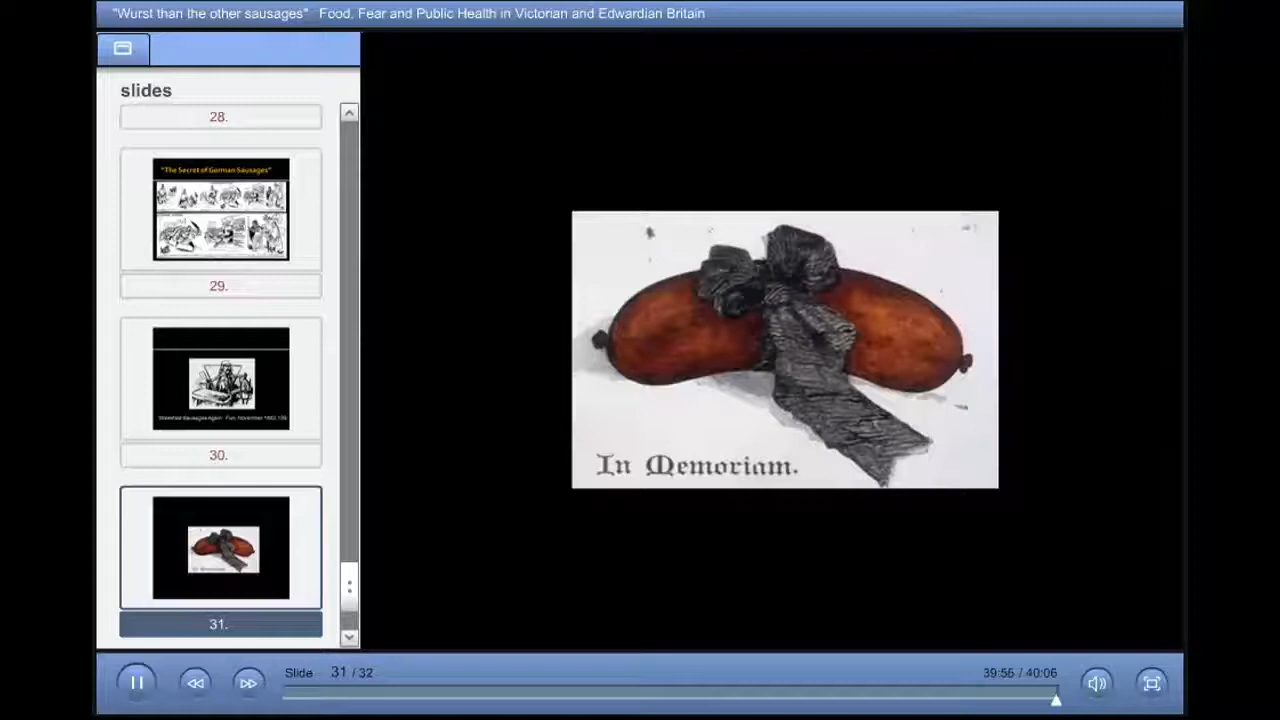 "Wurst than the other sausages"   Food, Fear and Public Health in Victorian and Edwardian Britain
slides
28.
"The Secret of German Sausages"
29.
30.
31.
In Memoriam.
Slide 31 / 32
39:56 / 40:06